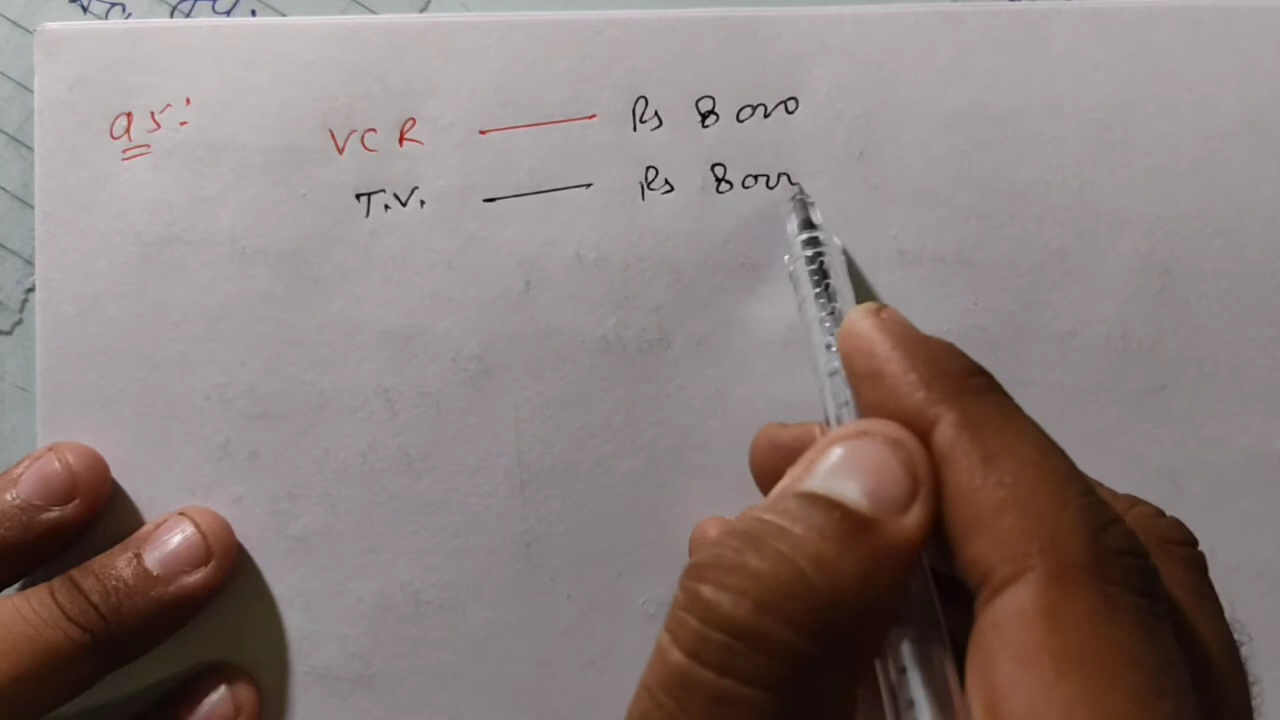 Q5:
VCR — Rs 8000
T.V. — Rs 8000